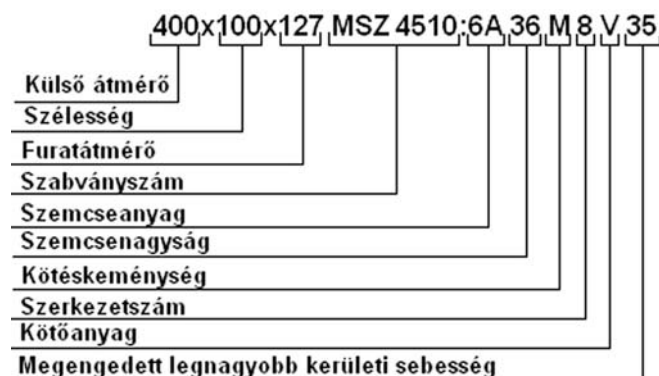 400x100x127 MSZ 4510:6A 36 M 8 V 35
Külső átmérő
Szélesség
Furatátmérő
Szabványszám
Szemcseanyag
Szemcsenagyság
Kötéskeménység
Szerkezetszám
Kötőanyag
Megengedett legnagyobb kerületi sebesség